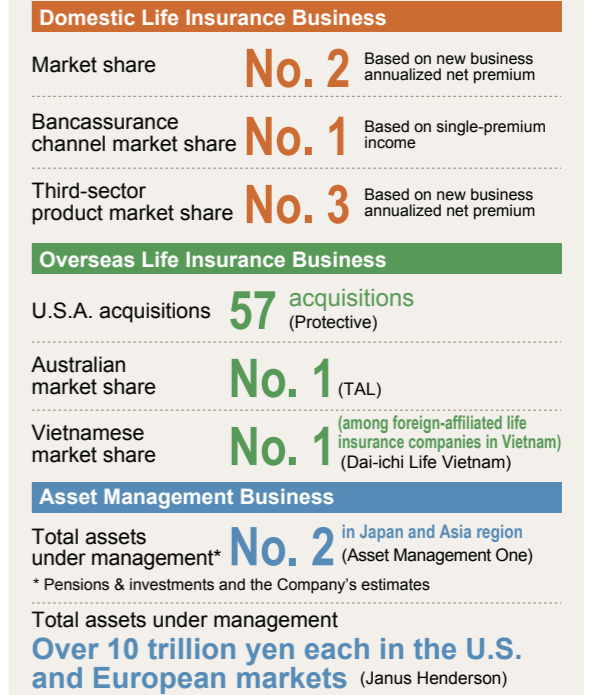 Domestic Life Insurance Business
Market share
No. 2
Based on new business
annualized net premium
Bancassurance
channel market share
No. 1
Based on single-premium
income
Third-sector
product market share
No. 3
Based on new business
annualized net premium
Overseas Life Insurance Business
U.S.A. acquisitions
57 acquisitions
(Protective)
Australian
market share
No. 1 (TAL)
Vietnamese
market share
No. 1
(among foreign-affiliated life
insurance companies in Vietnam)
(Dai-ichi Life Vietnam)
Asset Management Business
Total assets
under management*
No. 2
in Japan and Asia region
(Asset Management One)
* Pensions & investments and the Company's estimates
Total assets under management
Over 10 trillion yen each in the U.S.
and European markets (Janus Henderson)